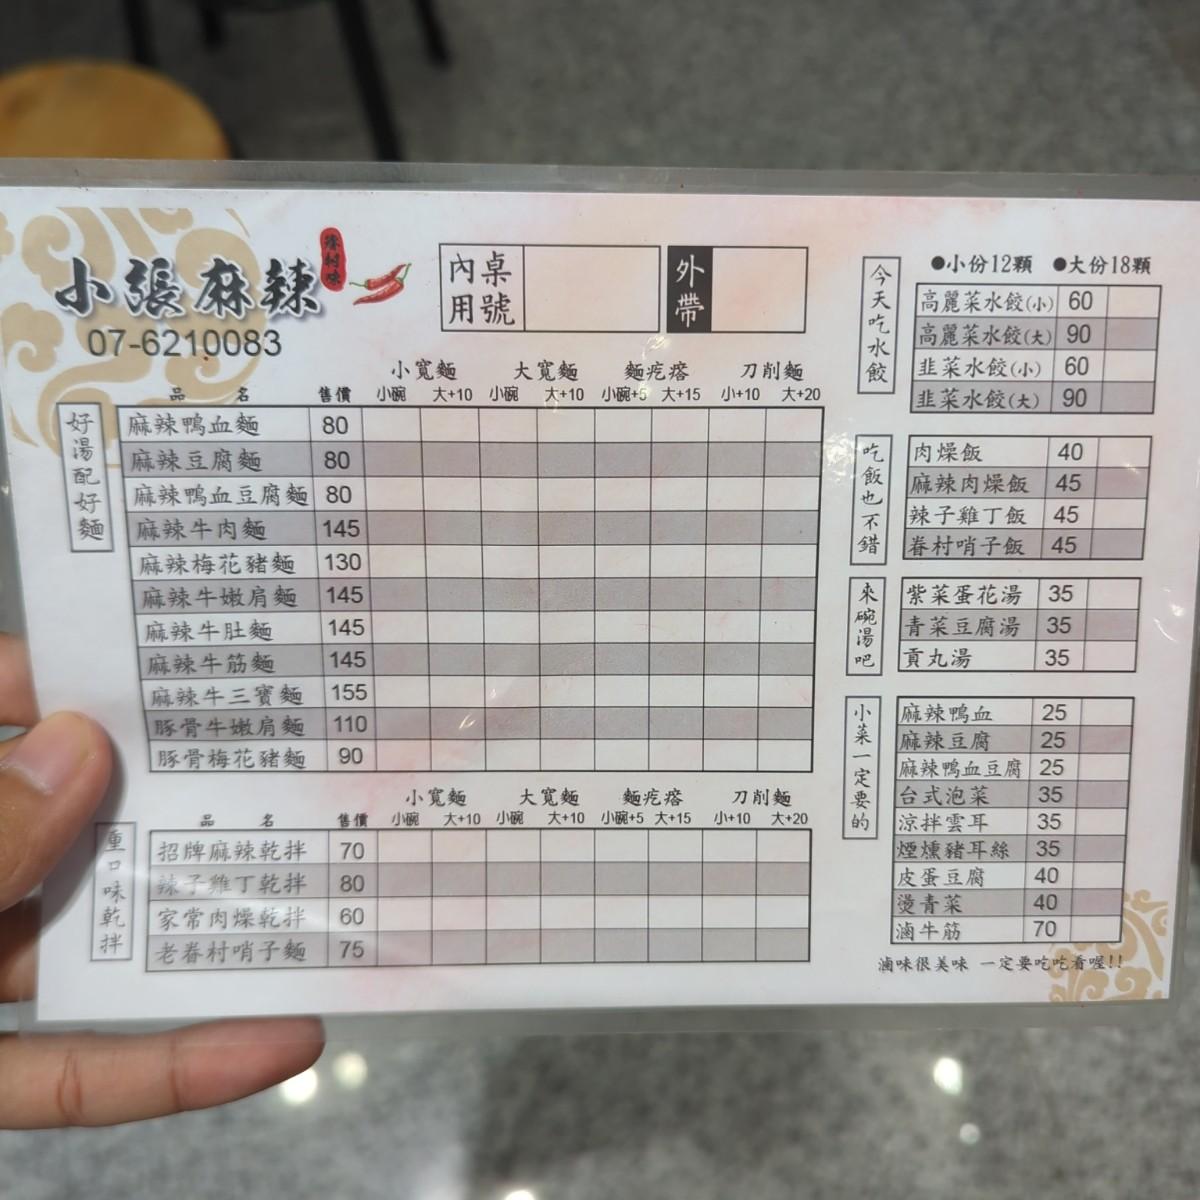 小張麻辣
眷村味
07-6210083
內用
桌號
外帶
好湯配好麵
小寬麵 大寬麵 麵疙瘩 刀削麵
品名 售價 小碗 大+10 小碗 大+10 小碗+5 大+15 小+10 大+20
麻辣鴨血麵 80
麻辣豆腐麵 80
麻辣鴨血豆腐麵 80
麻辣牛肉麵 145
麻辣梅花豬麵 130
麻辣牛嫩肩麵 145
麻辣牛肚麵 145
麻辣牛筋麵 145
麻辣牛三寶麵 155
豚骨牛嫩肩麵 110
豚骨梅花豬麵 90
重口味乾拌
小寬麵 大寬麵 麵疙瘩 刀削麵
品名 售價 小碗 大+10 小碗 大+10 小碗+5 大+15 小+10 大+20
招牌麻辣乾拌 70
辣子雞丁乾拌 80
家常肉燥乾拌 60
老眷村哨子麵 75
今天吃水餃
●小份12顆 ●大份18顆
高麗菜水餃(小) 60
高麗菜水餃(大) 90
韭菜水餃(小) 60
韭菜水餃(大) 90
吃飯也不錯
肉燥飯 40
麻辣肉燥飯 45
辣子雞丁飯 45
眷村哨子飯 45
來碗湯吧
紫菜蛋花湯 35
青菜豆腐湯 35
貢丸湯 35
小菜一定要的
麻辣鴨血 25
麻辣豆腐 25
麻辣鴨血豆腐 25
台式泡菜 35
涼拌雲耳 35
煙燻豬耳絲 35
皮蛋豆腐 40
燙青菜 40
滷牛筋 70
滷味很美味 一定要吃吃看喔!!